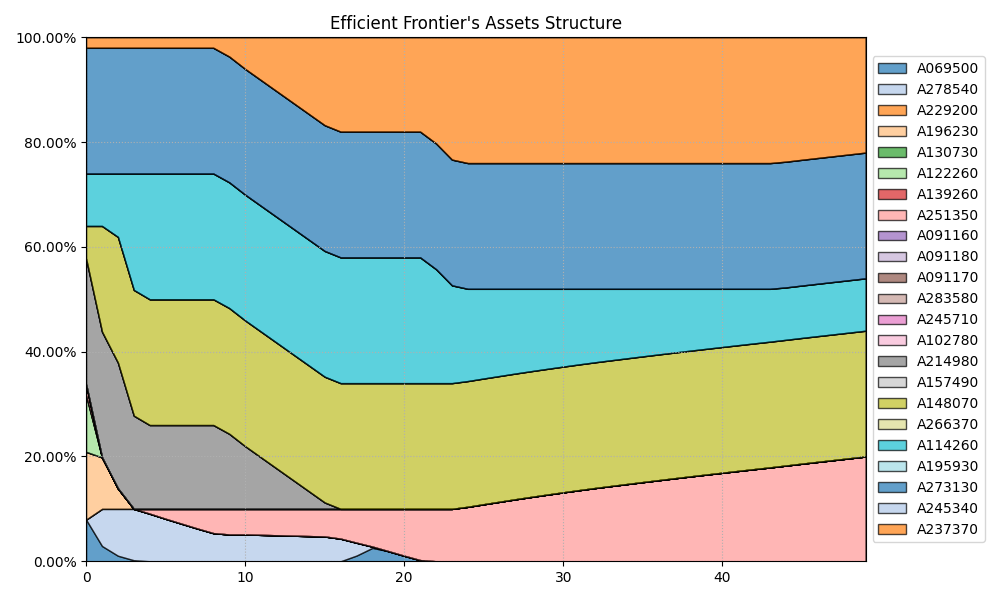 Efficient Frontier's Assets Structure
100.00%
80.00%
60.00%
40.00%
20.00%
0.00%
0
10
20
30
40
A069500
A278540
A229200
A196230
A130730
A122260
A139260
A251350
A091160
A091180
A091170
A283580
A245710
A102780
A214980
A157490
A148070
A266370
A114260
A195930
A273130
A245340
A237370